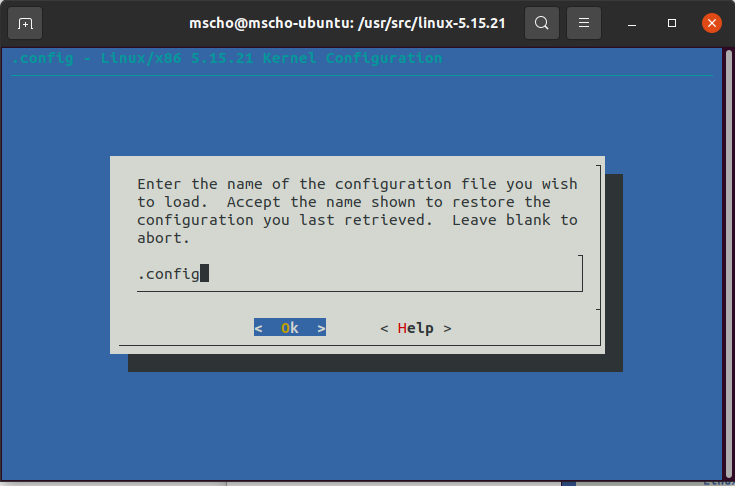 mscho@mscho-ubuntu: /usr/src/linux-5.15.21
.config - Linux/x86 5.15.21 Kernel Configuration
Enter the name of the configuration file you wish
to load.  Accept the name shown to restore the
configuration you last retrieved.  Leave blank to
abort.
.config
<  Ok  > < Help >